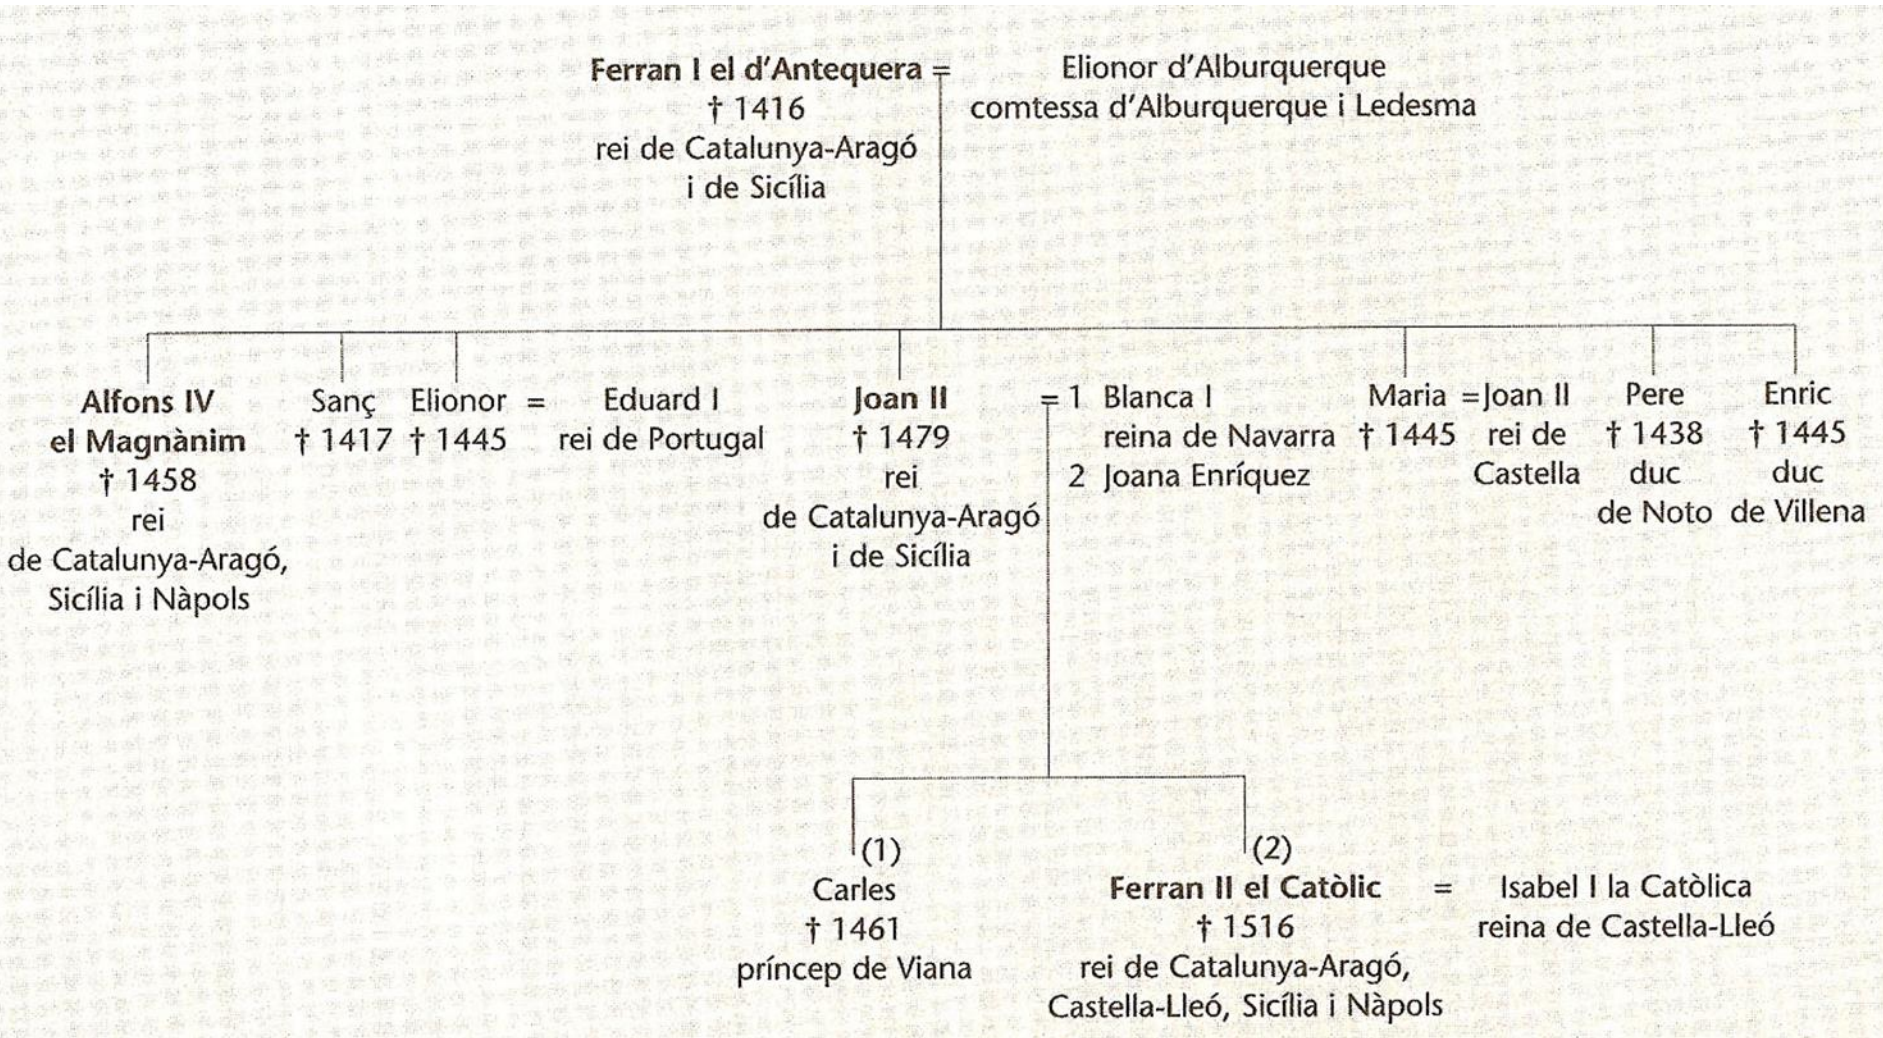 Ferran I el d'Antequera =
† 1416
rei de Catalunya-Aragó
i de Sicília
Elionor d'Alburquerque
comtessa d'Alburquerque i Ledesma
Alfons IV
el Magnànim
† 1458
rei
de Catalunya-Aragó,
Sicília i Nàpols
Sanç
† 1417
Elionor =
† 1445
Eduard I
rei de Portugal
Joan II
† 1479
rei
de Catalunya-Aragó
i de Sicília
= 1 Blanca I
reina de Navarra
2 Joana Enríquez
Maria =
† 1445
Joan II
rei de
Castella
Pere
† 1438
duc
de Noto
Enric
† 1445
duc
de Villena
(1)
Carles
† 1461
príncep de Viana
(2)
Ferran II el Catòlic =
† 1516
rei de Catalunya-Aragó,
Castella-Lleó, Sicília i Nàpols
Isabel I la Catòlica
reina de Castella-Lleó